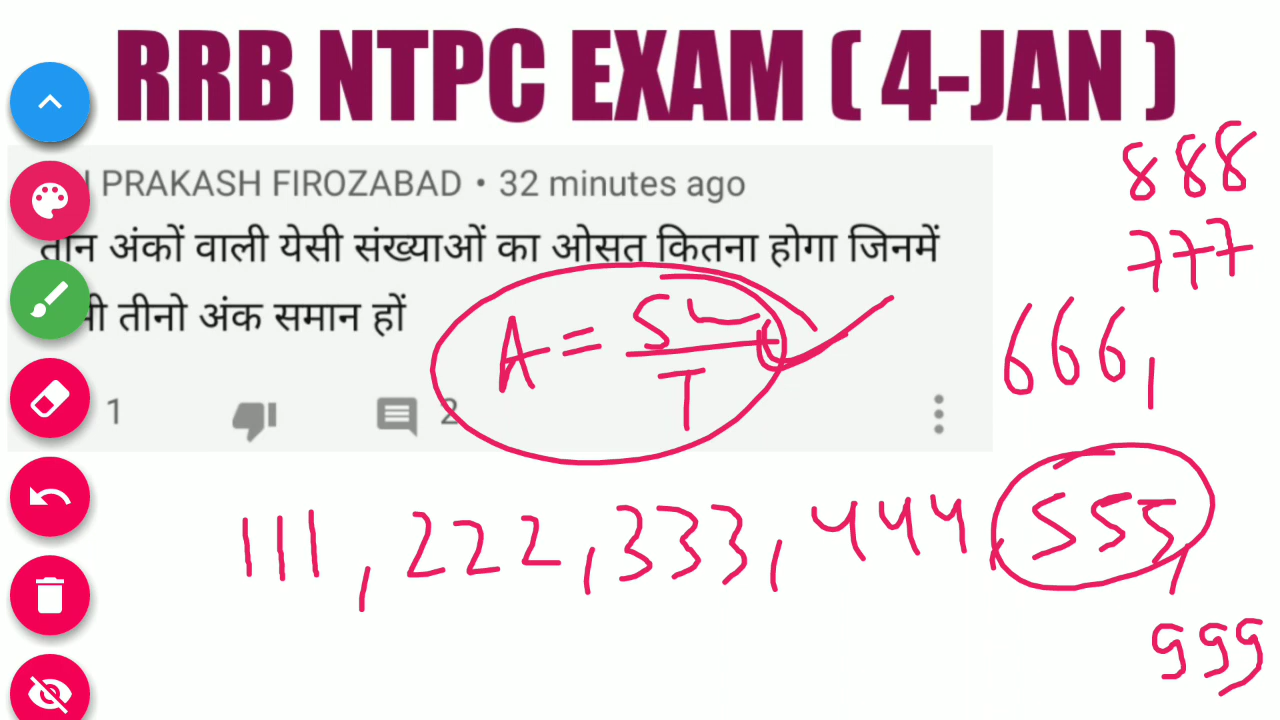 RRB NTPC EXAM ( 4-JAN )
PRAKASH FIROZABAD • 32 minutes ago
तीन अंकों वाली येसी संख्याओं का ओसत कितना होगा जिनमें
तीनो अंक समान हों
A = Sum / T
1
2
888
777
666,
111, 222, 333, 444, 555,
999